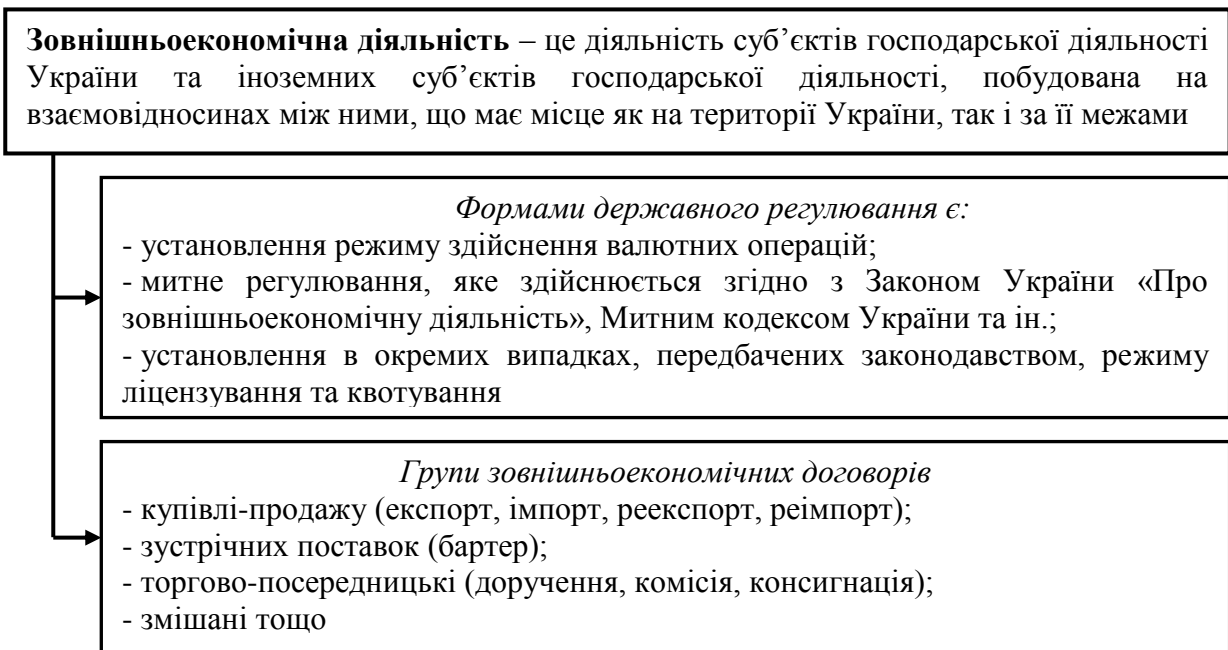 Зовнішньоекономічна діяльність – це діяльність суб’єктів господарської діяльності
України та іноземних суб’єктів господарської діяльності, побудована на
взаємовідносинах між ними, що має місце як на території України, так і за її межами
Формами державного регулювання є:
- установлення режиму здійснення валютних операцій;
- митне регулювання, яке здійснюється згідно з Законом України «Про
зовнішньоекономічну діяльність», Митним кодексом України та ін.;
- установлення в окремих випадках, передбачених законодавством, режиму
ліцензування та квотування
Групи зовнішньоекономічних договорів
- купівлі-продажу (експорт, імпорт, реекспорт, реімпорт);
- зустрічних поставок (бартер);
- торгово-посередницькі (доручення, комісія, консигнація);
- змішані тощо